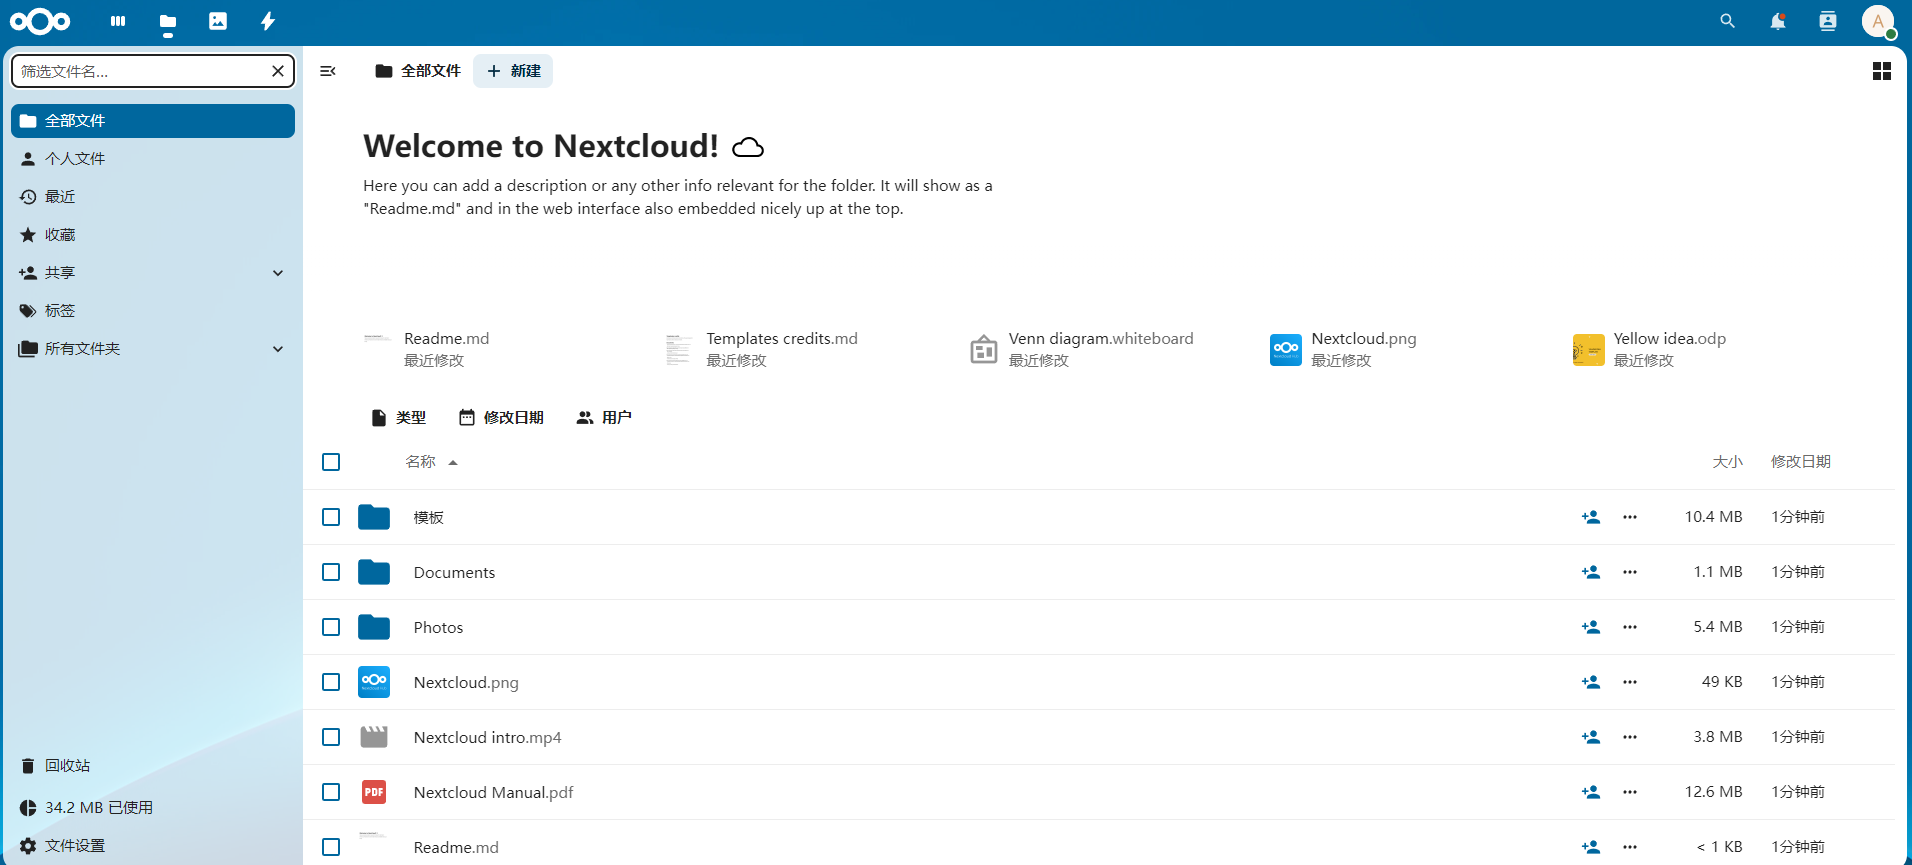 A
筛选文件名...
全部文件
新建
全部文件
个人文件
最近
收藏
共享
标签
所有文件夹
回收站
34.2 MB 已使用
文件设置
Welcome to Nextcloud!
Here you can add a description or any other info relevant for the folder. It will show as a
"Readme.md" and in the web interface also embedded nicely up at the top.
Readme.md
最近修改
Templates credits.md
最近修改
Venn diagram.whiteboard
最近修改
Nextcloud.png
最近修改
Yellow idea.odp
最近修改
类型 修改日期 用户
名称 大小 修改日期
模板 10.4 MB 1分钟前
Documents 1.1 MB 1分钟前
Photos 5.4 MB 1分钟前
Nextcloud.png 49 KB 1分钟前
Nextcloud intro.mp4 3.8 MB 1分钟前
PDF Nextcloud Manual.pdf 12.6 MB 1分钟前
Readme.md < 1 KB 1分钟前